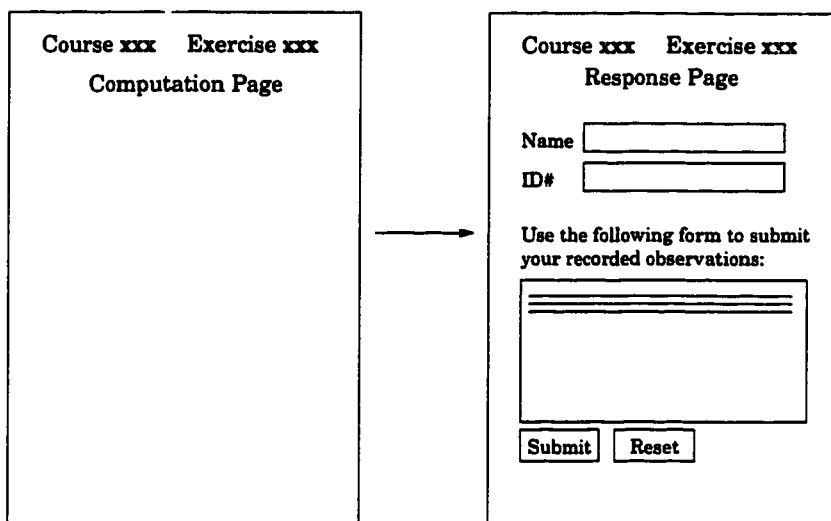 Course xxx Exercise xxx
Computation Page
Course xxx Exercise xxx
Response Page
Name
ID#
Use the following form to submit
your recorded observations:
Submit Reset